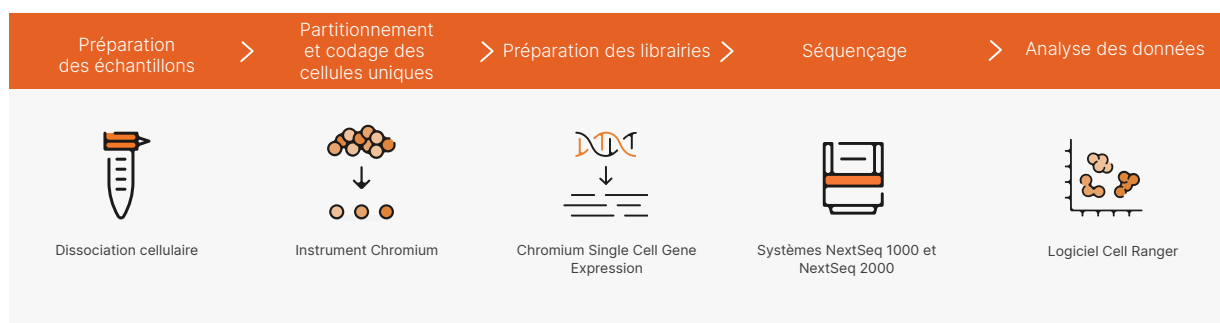 Préparation
des échantillons
Partitionnement
et codage des
cellules uniques
Préparation des librairies
Séquençage
Analyse des données
Dissociation cellulaire
Instrument Chromium
Chromium Single Cell Gene
Expression
Systèmes NextSeq 1000 et
NextSeq 2000
Logiciel Cell Ranger